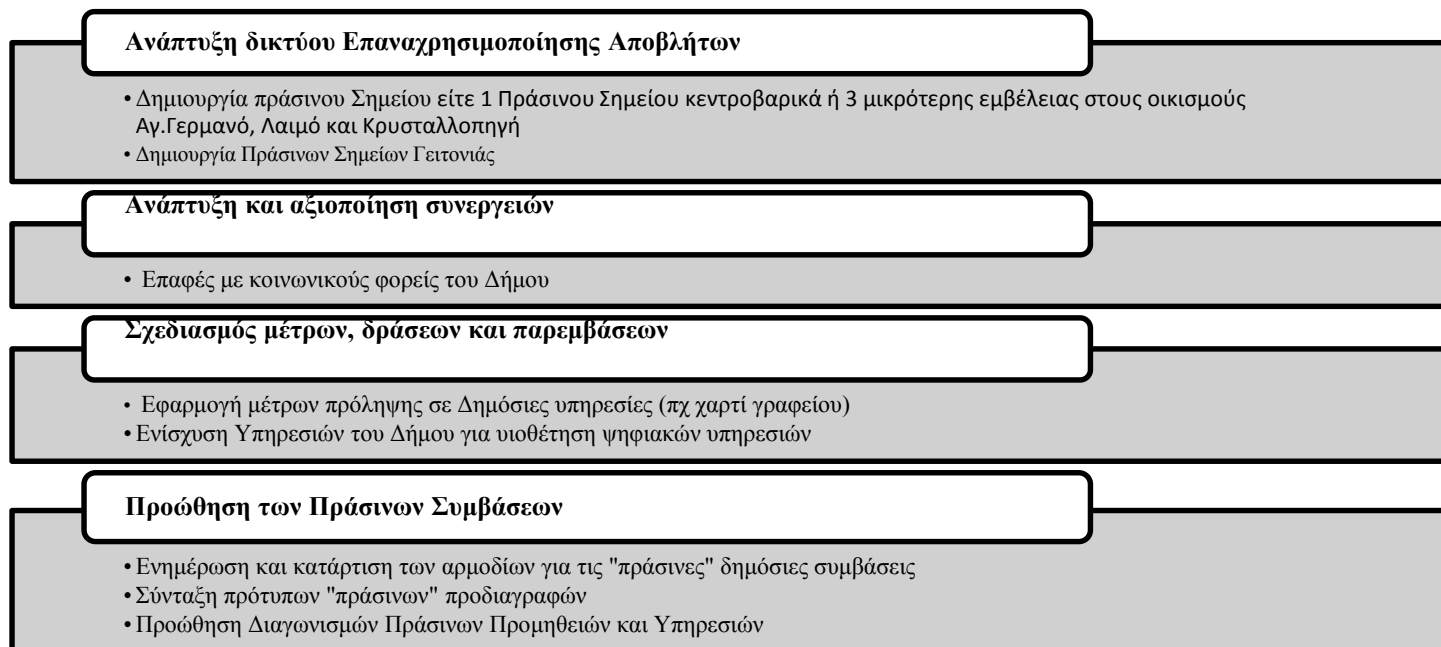 Ανάπτυξη δικτύου Επαναχρησιμοποίησης Αποβλήτων
• Δημιουργία πράσινου Σημείου είτε 1 Πράσινου Σημείου κεντροβαρικά ή 3 μικρότερης εμβέλειας στους οικισμούς
Αγ.Γερμανό, Λαιμό και Κρυσταλλοπηγή
• Δημιουργία Πράσινων Σημείων Γειτονιάς
Ανάπτυξη και αξιοποίηση συνεργειών
• Επαφές με κοινωνικούς φορείς του Δήμου
Σχεδιασμός μέτρων, δράσεων και παρεμβάσεων
• Εφαρμογή μέτρων πρόληψης σε Δημόσιες υπηρεσίες (πχ χαρτί γραφείου)
• Ενίσχυση Υπηρεσιών του Δήμου για υιοθέτηση ψηφιακών υπηρεσιών
Προώθηση των Πράσινων Συμβάσεων
• Ενημέρωση και κατάρτιση των αρμοδίων για τις "πράσινες" δημόσιες συμβάσεις
• Σύνταξη πρότυπων "πράσινων" προδιαγραφών
• Προώθηση Διαγωνισμών Πράσινων Προμηθειών και Υπηρεσιών